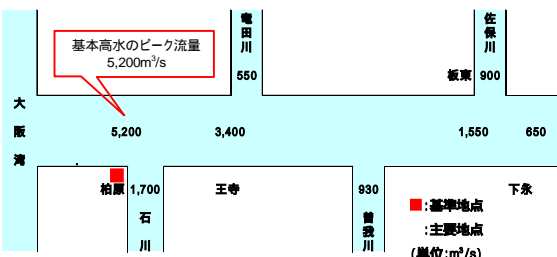 基本高水のピーク流量
5,200m³/s
竜田川
550
佐保川
板東
900
大阪湾
5,200
3,400
1,550
650
柏原
1,700
石川
王寺
930
曽我川
下永
:基準地点
:主要地点
(単位:m³/s)